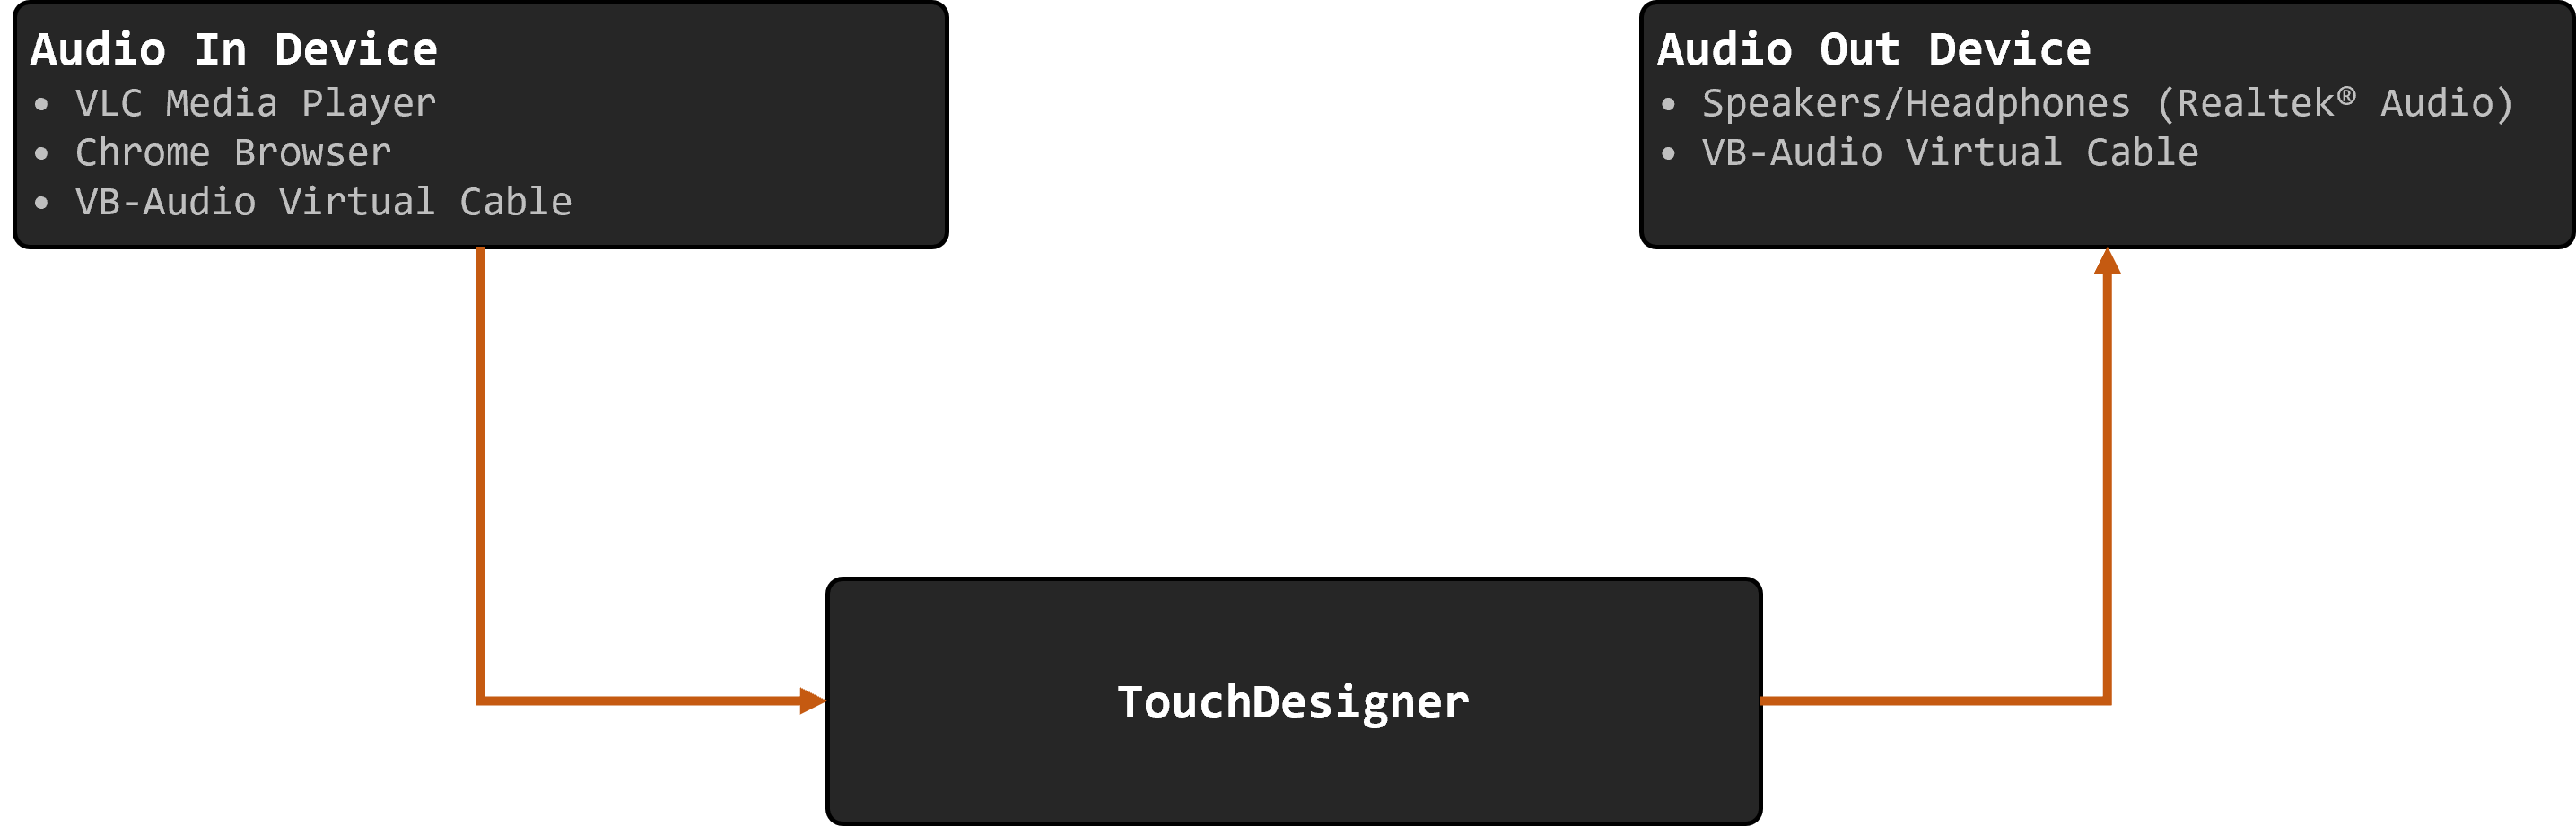 Audio In Device
• VLC Media Player
• Chrome Browser
• VB-Audio Virtual Cable
Audio Out Device
• Speakers/Headphones (Realtek® Audio)
• VB-Audio Virtual Cable
TouchDesigner